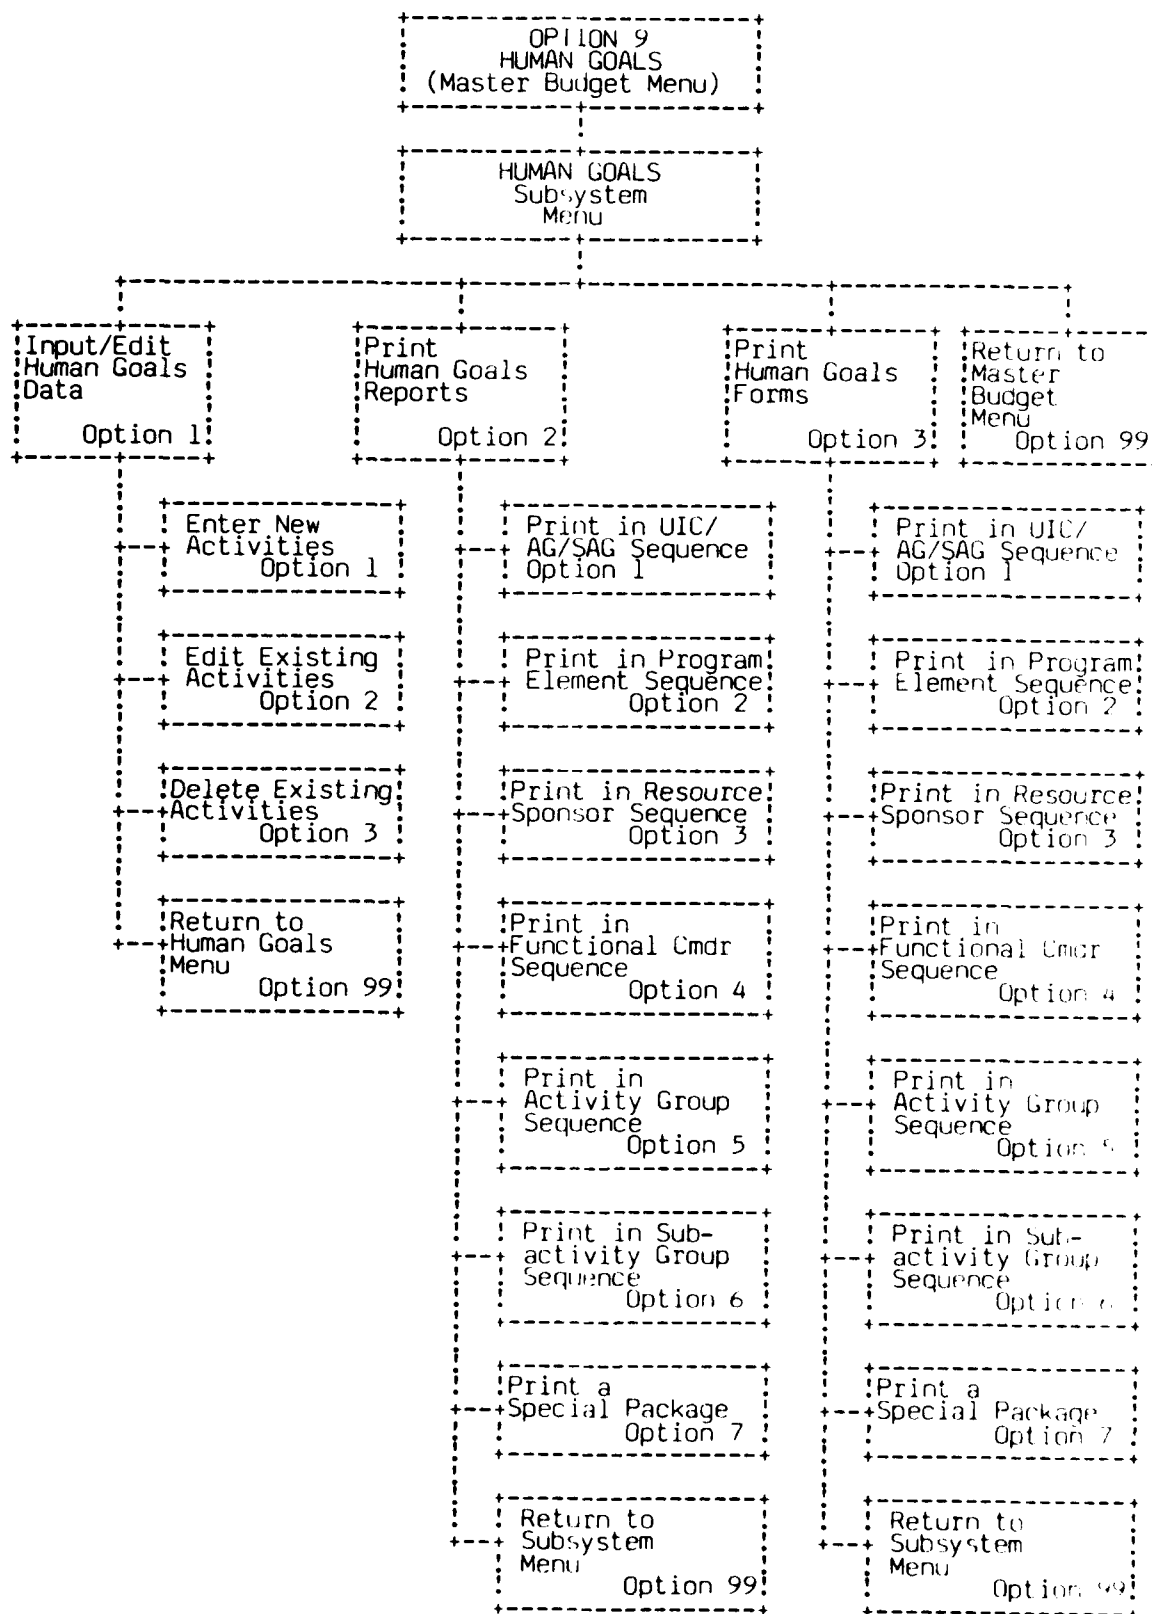 OPTION 9
HUMAN GOALS
(Master Budget Menu)
HUMAN GOALS
Subsystem
Menu
Input/Edit
Human Goals
Data
Option 1
Print
Human Goals
Reports
Option 2
Print
Human Goals
Forms
Option 3
Return to
Master
Budget
Menu
Option 99
Enter New
Activities
Option 1
Edit Existing
Activities
Option 2
Delete Existing
Activities
Option 3
Return to
Human Goals
Menu
Option 99
Print in UIC/
AG/SAG Sequence
Option 1
Print in Program
Element Sequence
Option 2
Print in Resource
Sponsor Sequence
Option 3
Print in
Functional Cmdr
Sequence
Option 4
Print in
Activity Group
Sequence
Option 5
Print in Sub-
activity Group
Sequence
Option 6
Print a
Special Package
Option 7
Return to
Subsystem
Menu
Option 99
Print in UIC/
AG/SAG Sequence
Option 1
Print in Program
Element Sequence
Option 2
Print in Resource
Sponsor Sequence
Option 3
Print in
Functional Cmdr
Sequence
Option 4
Print in
Activity Group
Sequence
Option 5
Print in Sub-
activity Group
Sequence
Option 6
Print a
Special Package
Option 7
Return to
Subsystem
Menu
Option 99